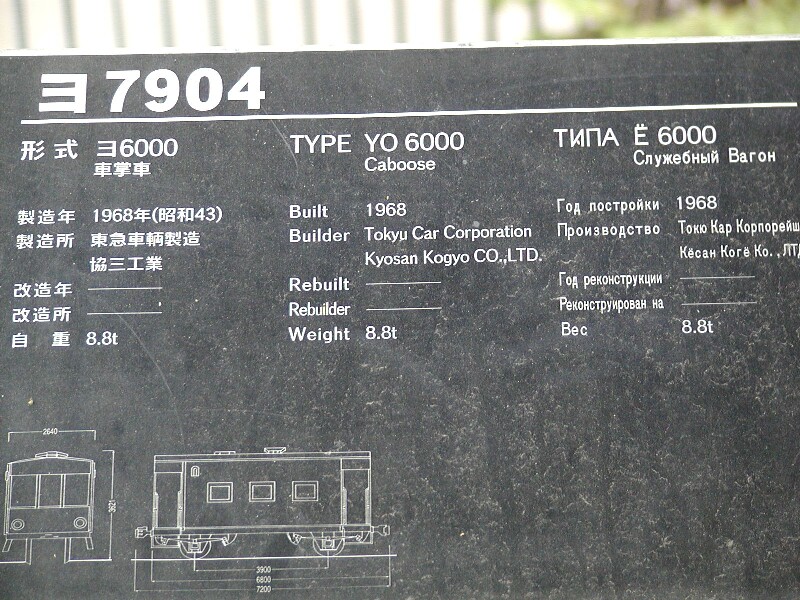 ヨ7904
形式 ヨ6000
車掌車
製造年 1968年(昭和43)
製造所 東急車輌製造
協三工業
改造年
改造所
自重 8.8t
TYPE YO 6000
Caboose
Built 1968
Builder Tokyu Car Corporation
Kyosan Kogyo CO.,LTD.
Rebuilt
Rebuilder
Weight 8.8t
ТИПА Ё 6000
Служебный Вагон
Год постройки 1968
Производство Токю Кар Корпорейш
Кёсан Когё Ко.,ЛТД
Год реконструкции
Реконструирован на
Вес 8.8t
2640
3621
3900
6800
7200